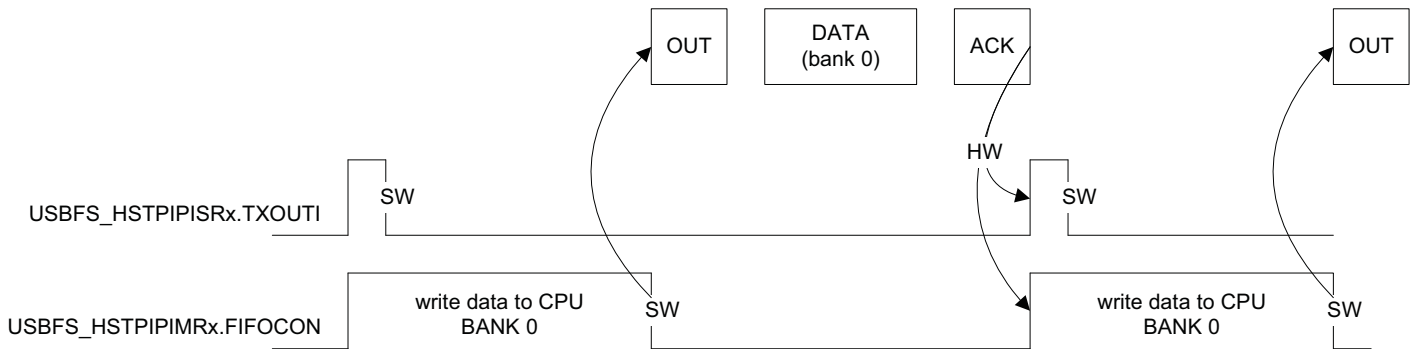 OUT
DATA
(bank 0)
ACK
OUT
HW
SW
SW
USBFS_HSTPIPISRx.TXOUTI
write data to CPU
BANK 0
SW
write data to CPU
BANK 0
SW
USBFS_HSTPIPIMRx.FIFOCON